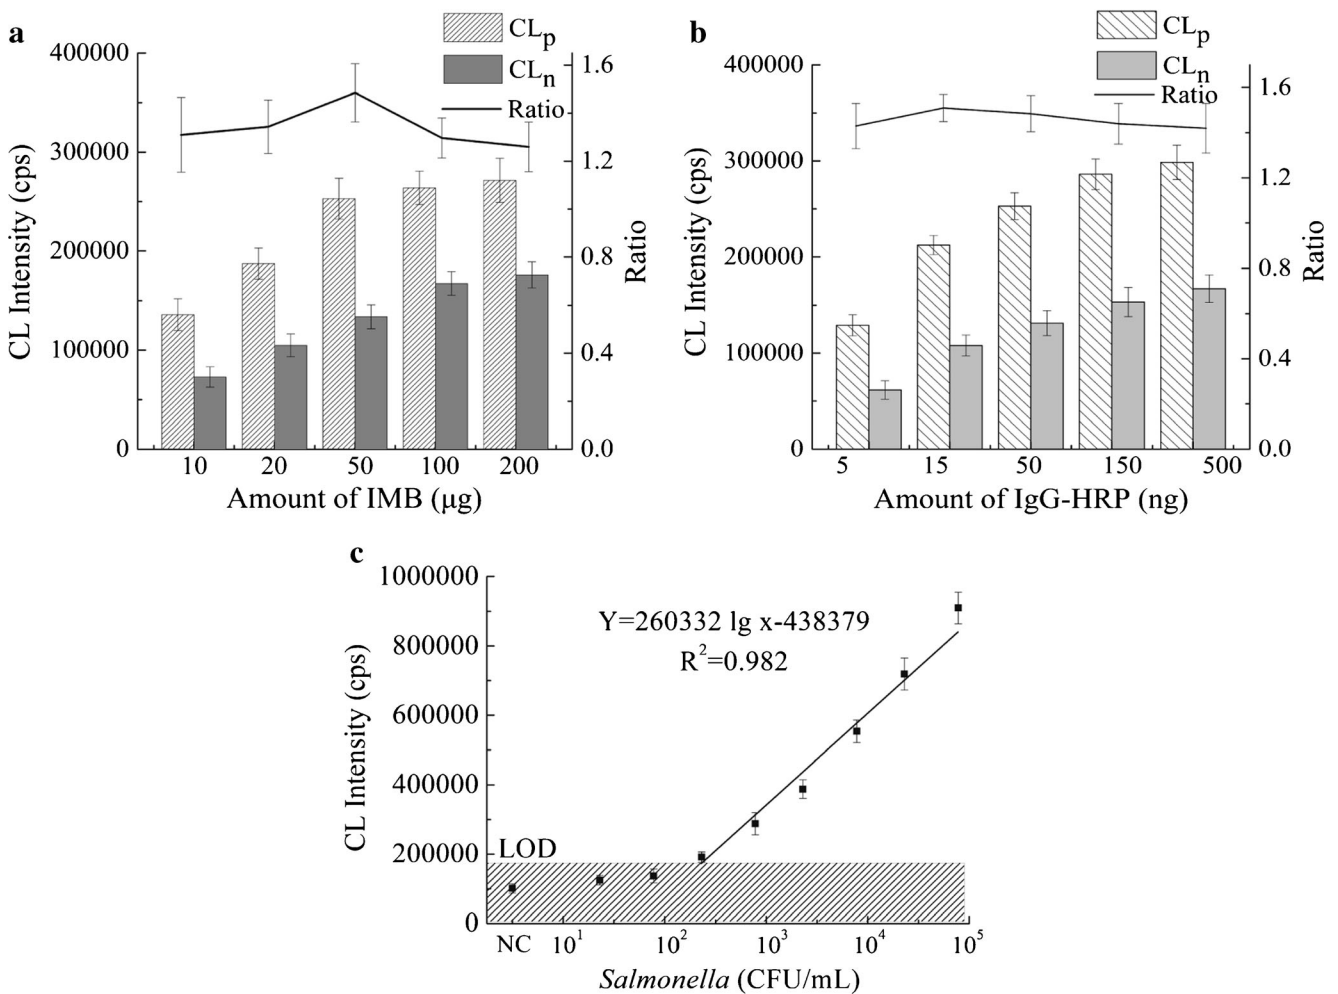 a
CLp
CLn
Ratio
400000
300000
200000
100000
0
CL Intensity (cps)
1.6
1.2
0.8
0.4
0.0
Ratio
10 20 50 100 200
Amount of IMB (μg)
b
CLp
CLn
Ratio
400000
300000
200000
100000
0
CL Intensity (cps)
1.6
1.2
0.8
0.4
0.0
Ratio
5 15 50 150 500
Amount of IgG-HRP (ng)
c
1000000
800000
600000
400000
200000
0
CL Intensity (cps)
Y=260332 lg x-438379
R²=0.982
LOD
NC 10¹ 10² 10³ 10⁴ 10⁵
Salmonella (CFU/mL)